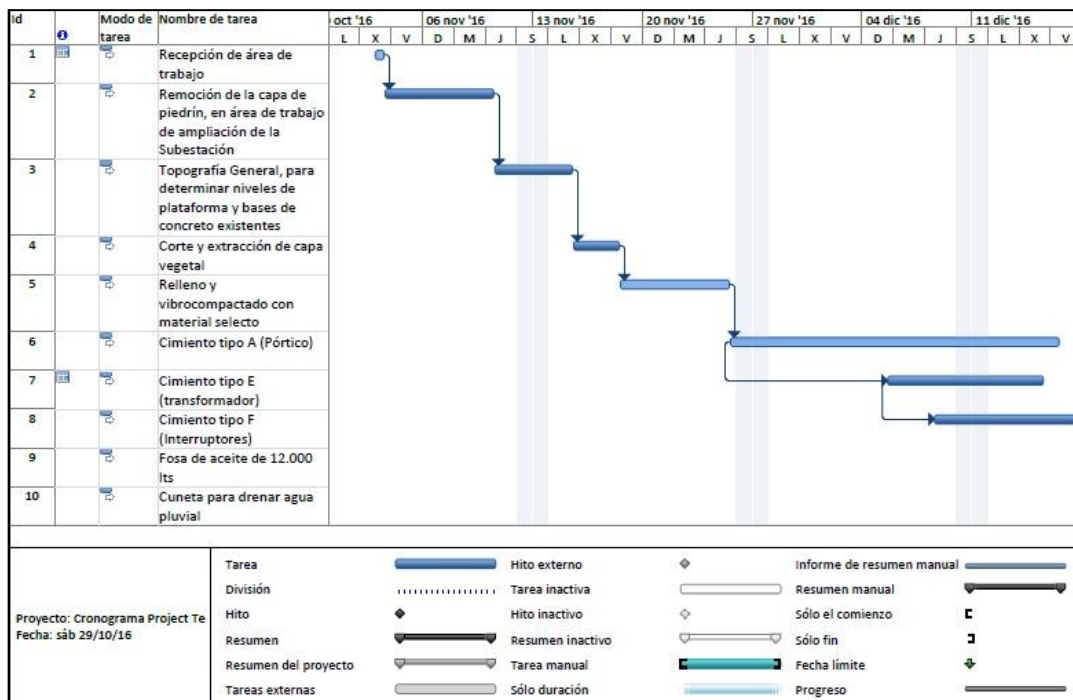 Id
Modo de tarea
Nombre de tarea
oct '16
06 nov '16
13 nov '16
20 nov '16
27 nov '16
04 dic '16
11 dic '16
L X V D M J S L X V D M J S L X V D M J S L X V
1 Recepción de área de
trabajo
2 Remoción de la capa de
piedrín, en área de trabajo
de ampliación de la
Subestación
3 Topografía General, para
determinar niveles de
plataforma y bases de
concreto existentes
4 Corte y extracción de capa
vegetal
5 Relleno y
vibrocompactado con
material selecto
6 Cimiento tipo A (Pórtico)
7 Cimiento tipo E
(transformador)
8 Cimiento tipo F
(Interruptores)
9 Fosa de aceite de 12.000
lts
10 Cuneta para drenar agua
pluvial
Proyecto: Cronograma Project Te
Fecha: sáb 29/10/16
Tarea
División
Hito
Resumen
Resumen del proyecto
Tareas externas
Hito externo
Tarea inactiva
Hito inactivo
Resumen inactivo
Tarea manual
Sólo duración
Informe de resumen manual
Resumen manual
Sólo el comienzo
Sólo fin
Fecha límite
Progreso